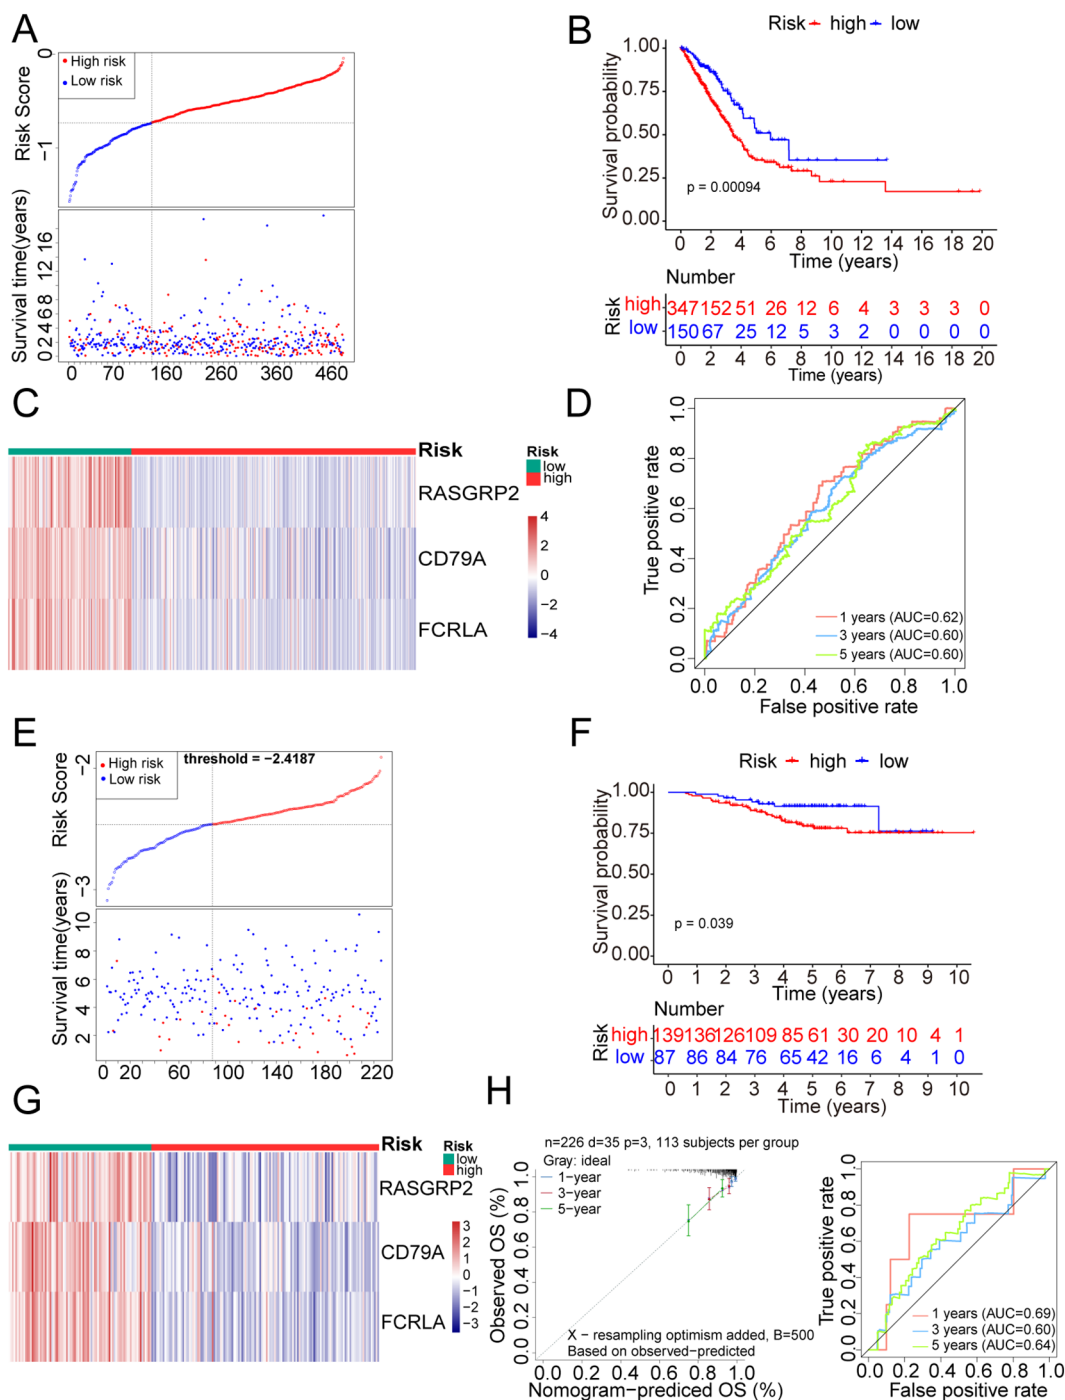 A
0
−1
Risk Score
High risk
Low risk
Survival time(years)
0 2 4 6 8 12 16
0 70 160 260 360 460
B
Risk high low
Survival probability
1.00
0.75
0.50
0.25
0.00
p = 0.00094
0 2 4 6 8 10 12 14 16 18 20
Time (years)
Number
Risk
high 347 152 51 26 12 6 4 3 3 3 0
low 150 67 25 12 5 3 2 0 0 0 0
0 2 4 6 8 10 12 14 16 18 20
Time (years)
C
Risk
RASGRP2
CD79A
FCRLA
Risk
low
high
4
2
0
−2
−4
D
True positive rate
1.0
0.8
0.6
0.4
0.2
0.0
1 years (AUC=0.62)
3 years (AUC=0.60)
5 years (AUC=0.60)
0.0 0.2 0.4 0.6 0.8 1.0
False positive rate
E
−2
−3
Risk Score
High risk
Low risk
threshold = −2.4187
Survival time(years)
2 4 6 8 10
0 20 60 100 140 180 220
F
Risk high low
Survival probability
1.00
0.75
0.50
0.25
0.00
p = 0.039
0 1 2 3 4 5 6 7 8 9 10
Time (years)
Number
Risk
high 139 136 126 109 85 61 30 20 10 4 1
low 87 86 84 76 65 42 16 6 4 1 0
0 1 2 3 4 5 6 7 8 9 10
Time (years)
G
Risk
RASGRP2
CD79A
FCRLA
Risk
low
high
3
2
1
0
−1
−2
−3
H
n=226 d=35 p=3, 113 subjects per group
Gray: ideal
1−year
3−year
5−year
Observed OS (%)
0.0 0.2 0.4 0.6 0.8 1.0
X − resampling optimism added, B=500
Based on observed−predicted
0.0 0.2 0.4 0.6 0.8 1.0
Nomogram−prediced OS (%)
True positive rate
0.0 0.2 0.4 0.6 0.8 1.0
1 years (AUC=0.69)
3 years (AUC=0.60)
5 years (AUC=0.64)
0.0 0.2 0.4 0.6 0.8 1.0
False positive rate